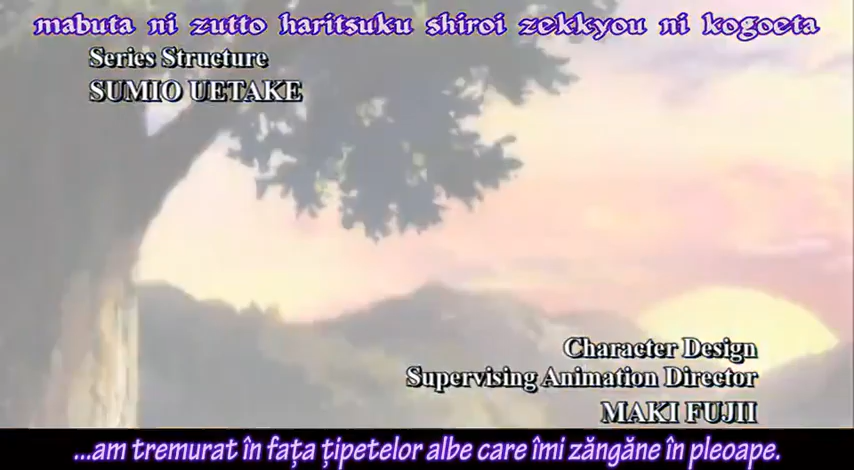 mabuta ni zutto haritsuku shiroi zekkyou ni kogoeta
Series Structure
SUMIO UETAKE
Character Design
Supervising Animation Director
MAKI FUJII
...am tremurat în fața țipetelor albe care îmi zăngăne în pleoape.